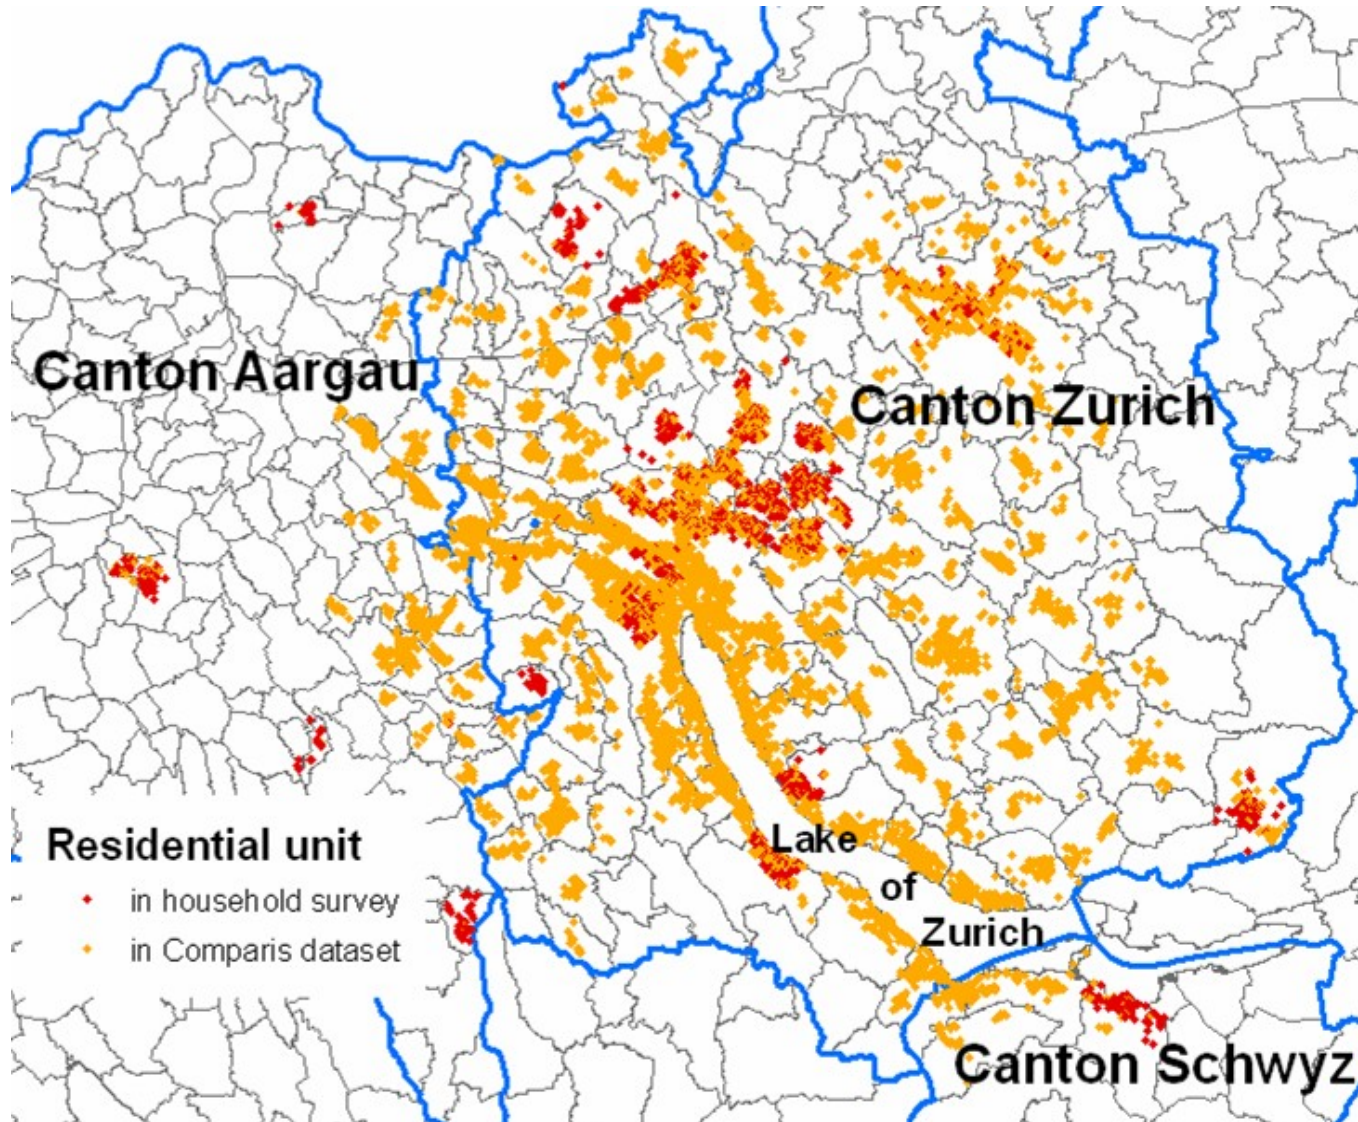 Canton Aargau
Canton Zurich
Lake
of
Zurich
Canton Schwyz
Residential unit
in household survey
in Comparis dataset